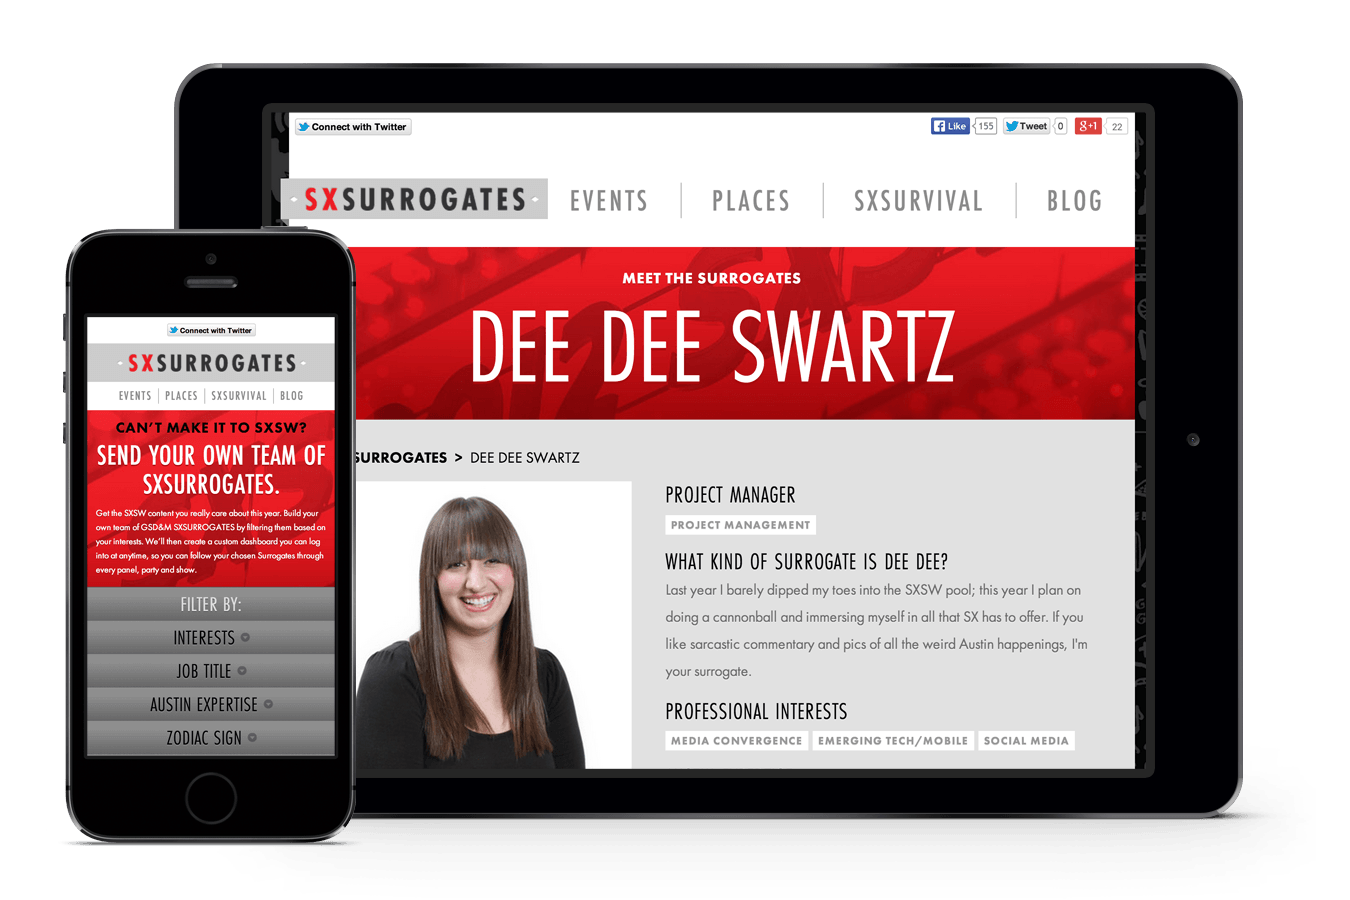 Connect with Twitter
Like 155 Tweet 0 g+1 22
SXSURROGATES EVENTS PLACES SXSURVIVAL BLOG
MEET THE SURROGATES
DEE DEE SWARTZ
SURROGATES > DEE DEE SWARTZ
PROJECT MANAGER
PROJECT MANAGEMENT
WHAT KIND OF SURROGATE IS DEE DEE?
Last year I barely dipped my toes into the SXSW pool; this year I plan on
doing a cannonball and immersing myself in all that SX has to offer. If you
like sarcastic commentary and pics of all the weird Austin happenings, I'm
your surrogate.
PROFESSIONAL INTERESTS
MEDIA CONVERGENCE EMERGING TECH/MOBILE SOCIAL MEDIA
Connect with Twitter
SXSURROGATES
EVENTS PLACES SXSURVIVAL BLOG
CAN'T MAKE IT TO SXSW?
SEND YOUR OWN TEAM OF
SXSURROGATES.
Get the SXSW content you really care about this year. Build your
own team of GSD&M SXSURROGATES by filtering them based on
your interests. We'll then create a custom dashboard you can log
into at anytime, so you can follow your chosen Surrogates through
every panel, party and show.
FILTER BY:
INTERESTS
JOB TITLE
AUSTIN EXPERTISE
ZODIAC SIGN